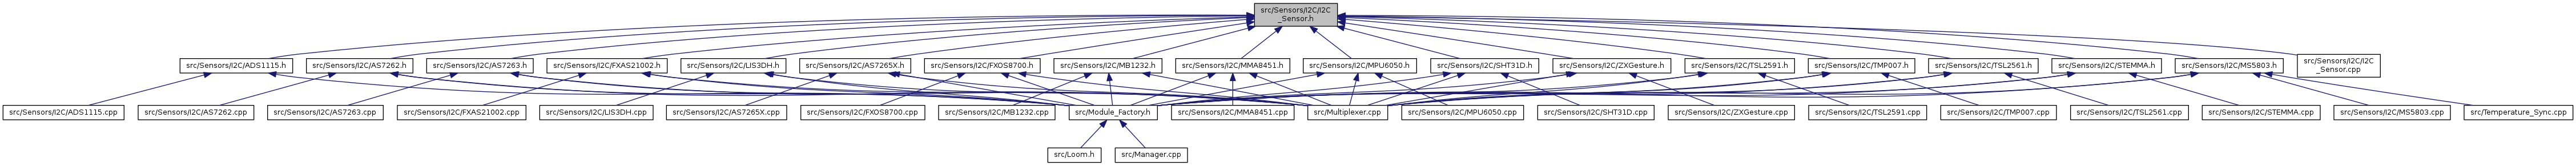 src/Sensors/I2C/I2C
_Sensor.h
src/Sensors/I2C/ADS1115.h
src/Sensors/I2C/AS7262.h
src/Sensors/I2C/AS7263.h
src/Sensors/I2C/FXAS21002.h
src/Sensors/I2C/LIS3DH.h
src/Sensors/I2C/AS7265X.h
src/Sensors/I2C/FXOS8700.h
src/Sensors/I2C/MB1232.h
src/Sensors/I2C/MMA8451.h
src/Sensors/I2C/MPU6050.h
src/Sensors/I2C/SHT31D.h
src/Sensors/I2C/ZXGesture.h
src/Sensors/I2C/TSL2591.h
src/Sensors/I2C/TMP007.h
src/Sensors/I2C/TSL2561.h
src/Sensors/I2C/STEMMA.h
src/Sensors/I2C/MS5803.h
src/Sensors/I2C/I2C
_Sensor.cpp
src/Sensors/I2C/ADS1115.cpp
src/Sensors/I2C/AS7262.cpp
src/Sensors/I2C/AS7263.cpp
src/Sensors/I2C/FXAS21002.cpp
src/Sensors/I2C/LIS3DH.cpp
src/Sensors/I2C/AS7265X.cpp
src/Sensors/I2C/FXOS8700.cpp
src/Sensors/I2C/MB1232.cpp
src/Module_Factory.h
src/Sensors/I2C/MMA8451.cpp
src/Multiplexer.cpp
src/Sensors/I2C/MPU6050.cpp
src/Sensors/I2C/SHT31D.cpp
src/Sensors/I2C/ZXGesture.cpp
src/Sensors/I2C/TSL2591.cpp
src/Sensors/I2C/TMP007.cpp
src/Sensors/I2C/TSL2561.cpp
src/Sensors/I2C/STEMMA.cpp
src/Sensors/I2C/MS5803.cpp
src/Temperature_Sync.cpp
src/Loom.h
src/Manager.cpp